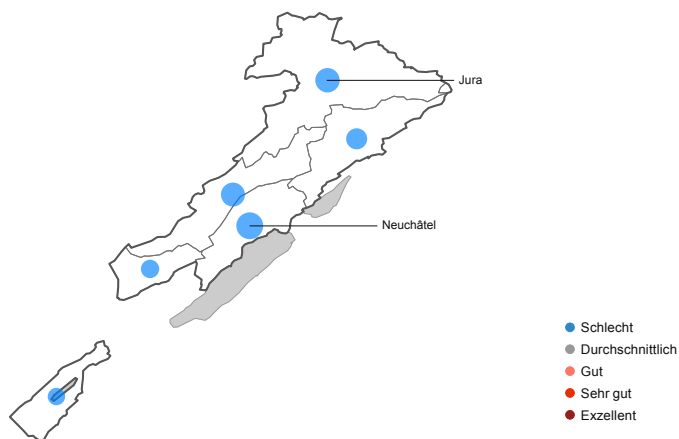 Jura
Neuchâtel
Schlecht
Durchschnittlich
Gut
Sehr gut
Exzellent